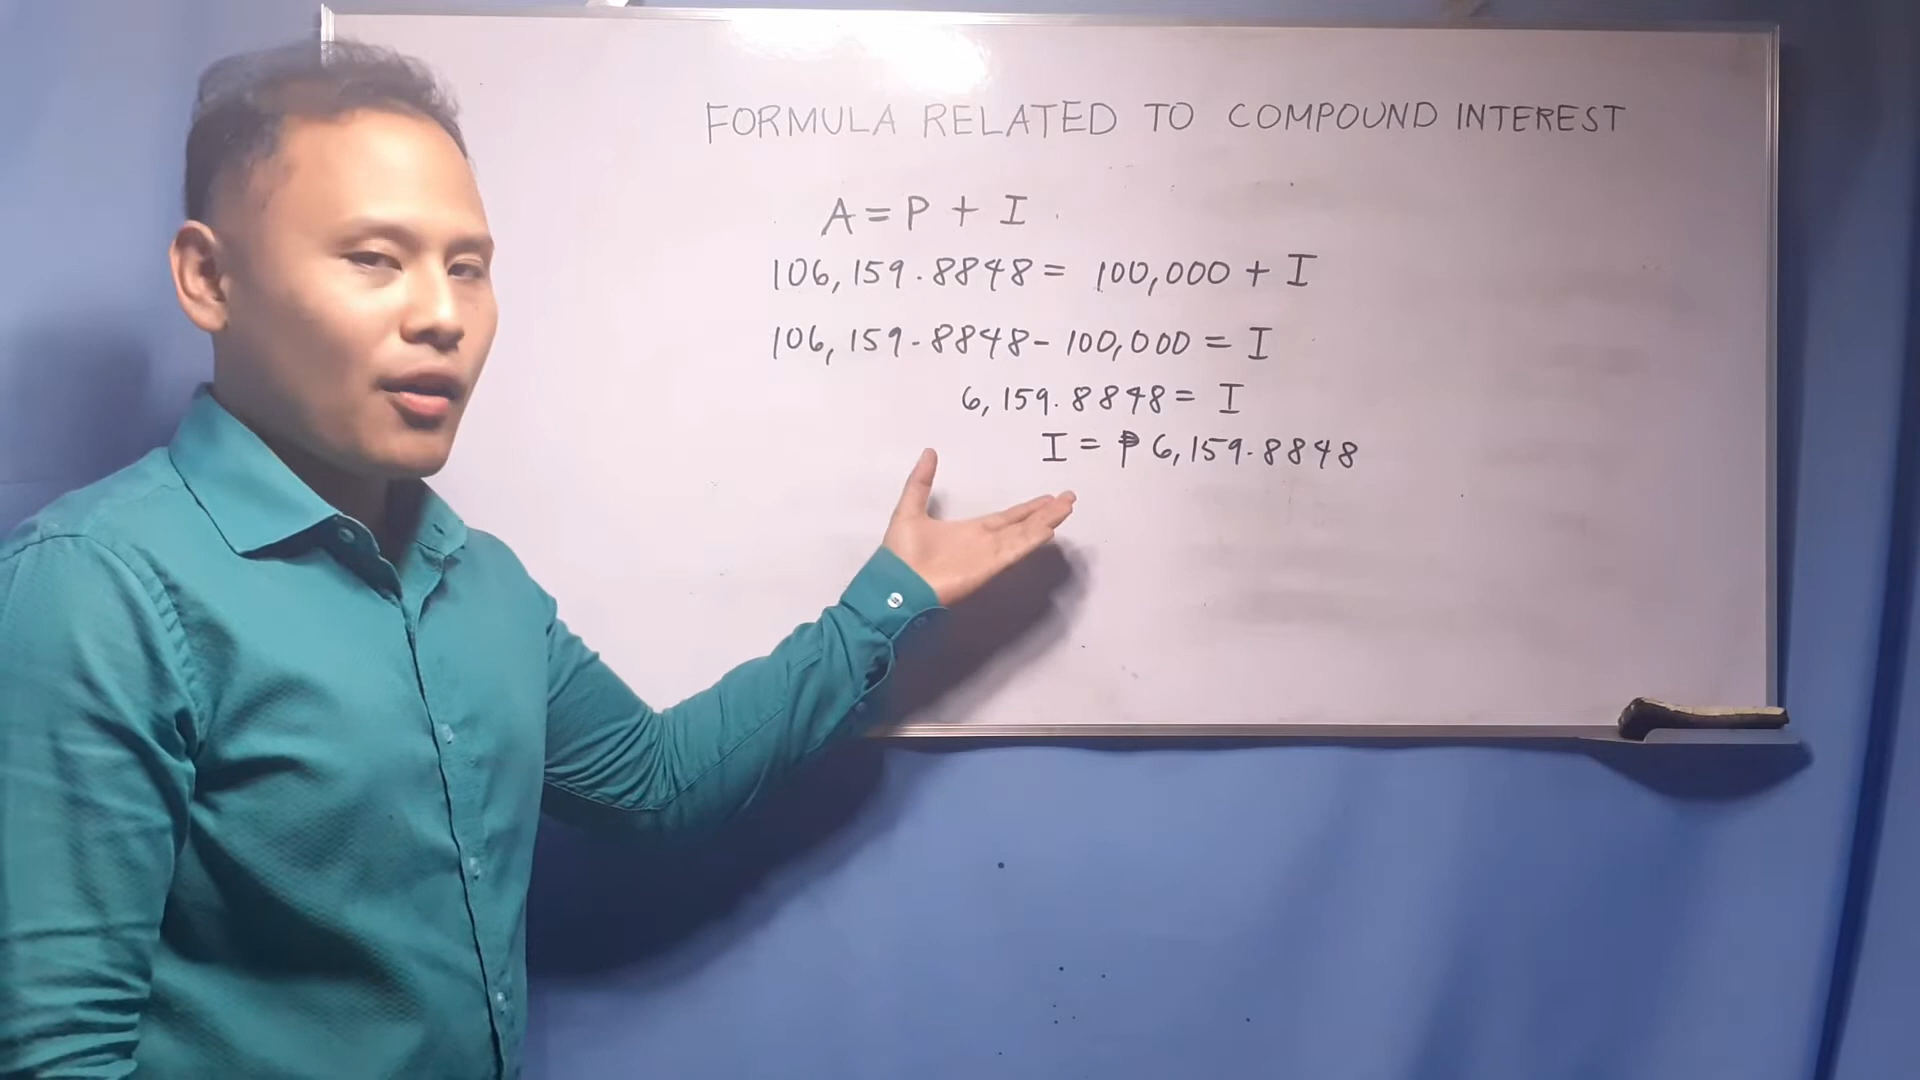 FORMULA RELATED TO COMPOUND INTEREST
A = P + I
106,159.8848 = 100,000 + I
106,159.8848 - 100,000 = I
6,159.8848 = I
I = ₱6,159.8848